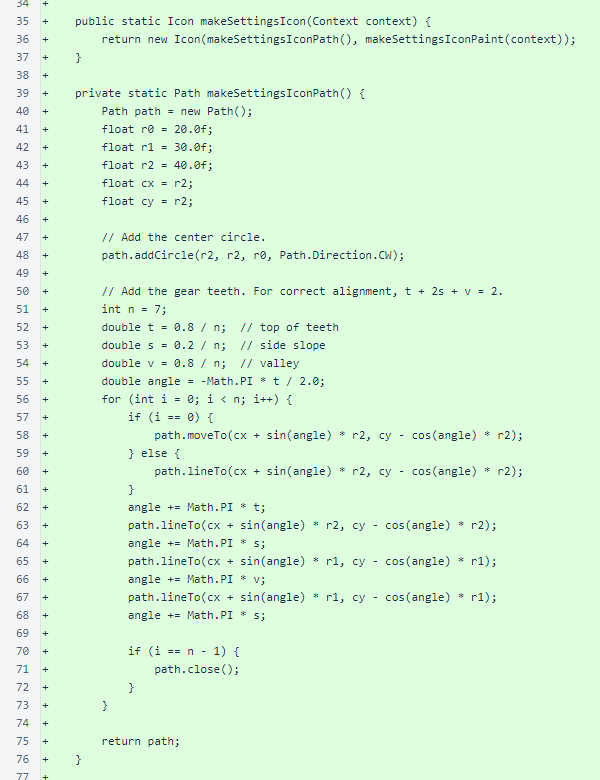 34 +
35 + public static Icon makeSettingsIcon(Context context) {
36 + return new Icon(makeSettingsIconPath(), makeSettingsIconPaint(context));
37 + }
38 +
39 + private static Path makeSettingsIconPath() {
40 + Path path = new Path();
41 + float r0 = 20.0f;
42 + float r1 = 30.0f;
43 + float r2 = 40.0f;
44 + float cx = r2;
45 + float cy = r2;
46 +
47 + // Add the center circle.
48 + path.addCircle(r2, r2, r0, Path.Direction.CW);
49 +
50 + // Add the gear teeth. For correct alignment, t + 2s + v = 2.
51 + int n = 7;
52 + double t = 0.8 / n; // top of teeth
53 + double s = 0.2 / n; // side slope
54 + double v = 0.8 / n; // valley
55 + double angle = -Math.PI * t / 2.0;
56 + for (int i = 0; i < n; i++) {
57 + if (i == 0) {
58 + path.moveTo(cx + sin(angle) * r2, cy - cos(angle) * r2);
59 + } else {
60 + path.lineTo(cx + sin(angle) * r2, cy - cos(angle) * r2);
61 + }
62 + angle += Math.PI * t;
63 + path.lineTo(cx + sin(angle) * r2, cy - cos(angle) * r2);
64 + angle += Math.PI * s;
65 + path.lineTo(cx + sin(angle) * r1, cy - cos(angle) * r1);
66 + angle += Math.PI * v;
67 + path.lineTo(cx + sin(angle) * r1, cy - cos(angle) * r1);
68 + angle += Math.PI * s;
69 +
70 + if (i == n - 1) {
71 + path.close();
72 + }
73 + }
74 +
75 + return path;
76 + }
77 +